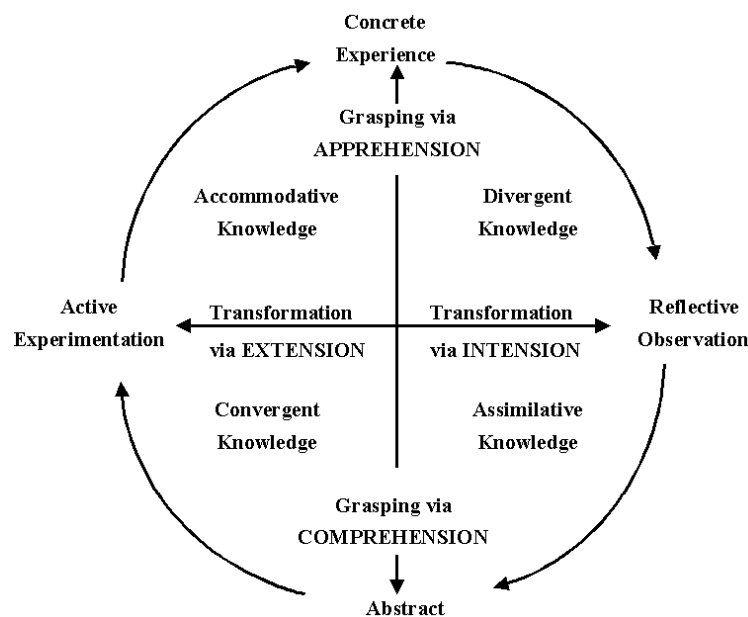 Concrete
Experience
Grasping via
APPREHENSION
Accommodative
Knowledge
Divergent
Knowledge
Active
Experimentation
Transformation
via EXTENSION
Transformation
via INTENSION
Reflective
Observation
Convergent
Knowledge
Assimilative
Knowledge
Grasping via
COMPREHENSION
Abstract